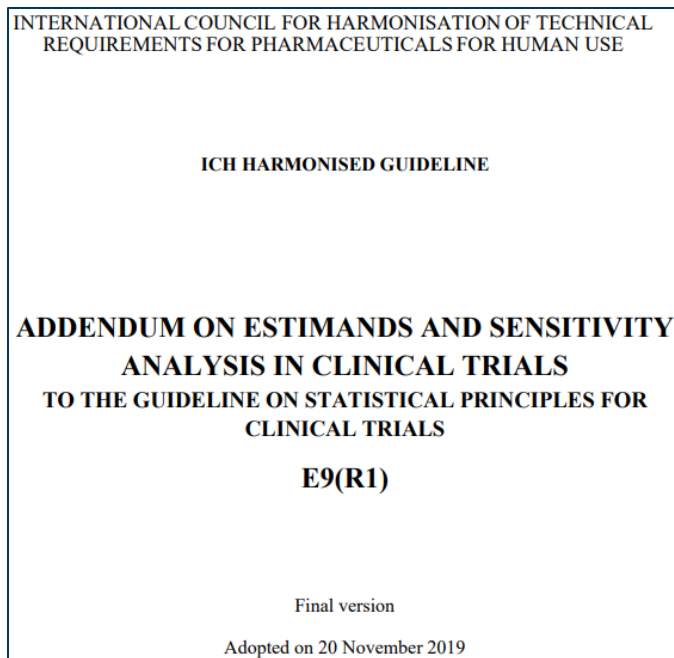 INTERNATIONAL COUNCIL FOR HARMONISATION OF TECHNICAL
REQUIREMENTS FOR PHARMACEUTICALS FOR HUMAN USE
ICH HARMONISED GUIDELINE
ADDENDUM ON ESTIMANDS AND SENSITIVITY
ANALYSIS IN CLINICAL TRIALS
TO THE GUIDELINE ON STATISTICAL PRINCIPLES FOR
CLINICAL TRIALS
E9(R1)
Final version
Adopted on 20 November 2019